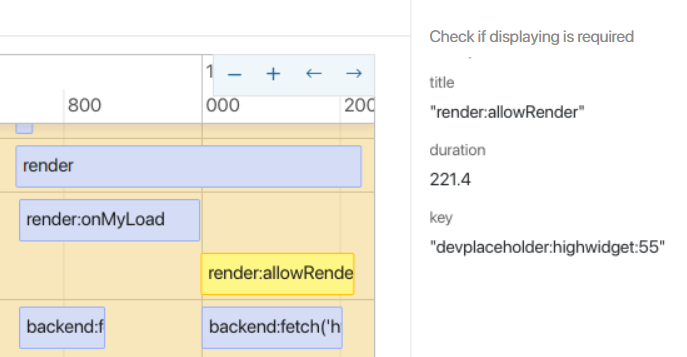 Check if displaying is required
title
"render:allowRender"
duration
221.4
key
"devplaceholder:highwidget:55"
1
− + ← →
800 000 200
render
render:onMyLoad
render:allowRende
backend:f backend:fetch('h